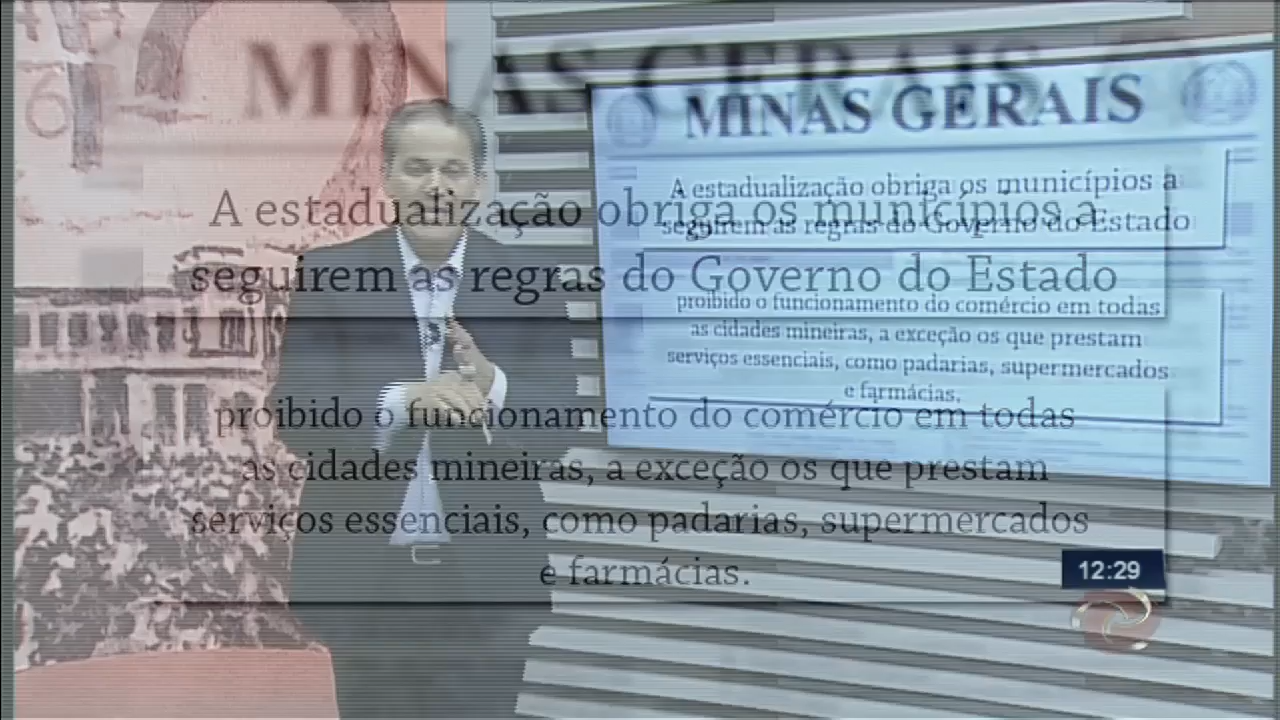 MINAS GERAIS
MINAS GERAIS
A estadualização obriga os municípios a
seguirem as regras do Governo do Estado
A estadualização obriga os municípios a
seguirem as regras do Governo do Estado
proibido o funcionamento do comércio em todas
as cidades mineiras, a exceção os que prestam
serviços essenciais, como padarias, supermercados
e farmácias.
proibido o funcionamento do comércio em todas
as cidades mineiras, a exceção os que prestam
serviços essenciais, como padarias, supermercados
e farmácias.
12:29